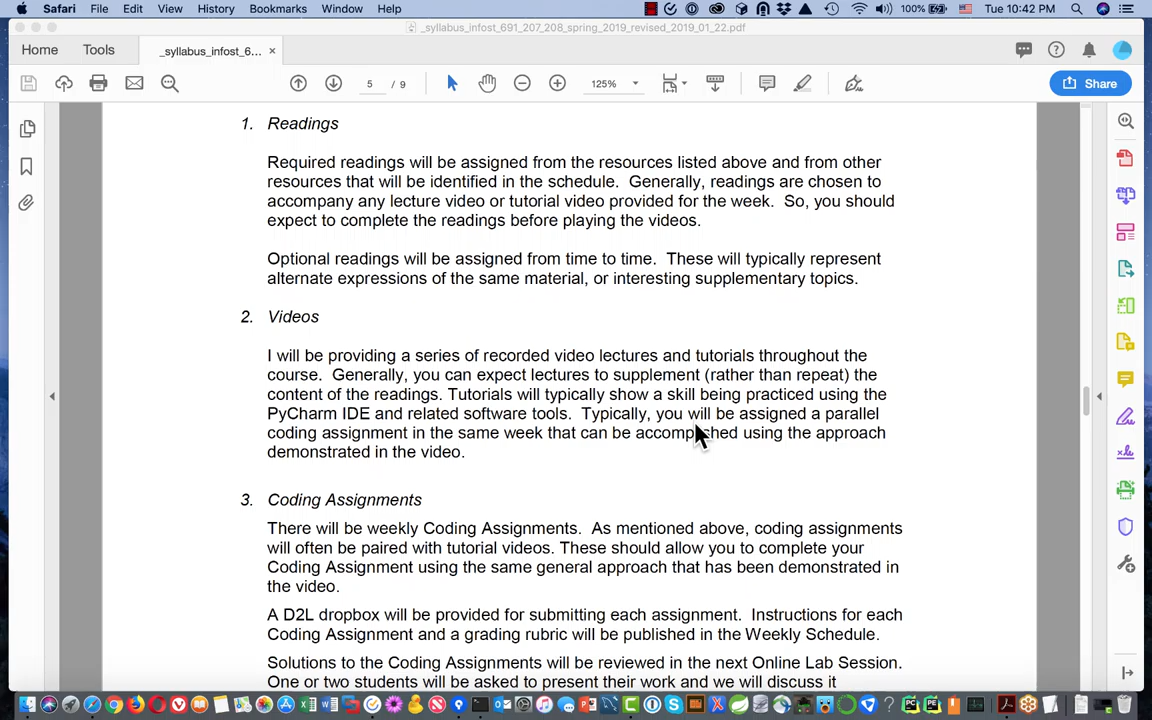 Safari File Edit View History Bookmarks Window Help 100% Tue 10:42 PM
_syllabus_infost_691_207_208_spring_2019_revised_2019_01_22.pdf
Home Tools _syllabus_infost_6... ×
5 / 9 125% Share
1. Readings
Required readings will be assigned from the resources listed above and from other
resources that will be identified in the schedule. Generally, readings are chosen to
accompany any lecture video or tutorial video provided for the week. So, you should
expect to complete the readings before playing the videos.
Optional readings will be assigned from time to time. These will typically represent
alternate expressions of the same material, or interesting supplementary topics.
2. Videos
I will be providing a series of recorded video lectures and tutorials throughout the
course. Generally, you can expect lectures to supplement (rather than repeat) the
content of the readings. Tutorials will typically show a skill being practiced using the
PyCharm IDE and related software tools. Typically, you will be assigned a parallel
coding assignment in the same week that can be accomplished using the approach
demonstrated in the video.
3. Coding Assignments
There will be weekly Coding Assignments. As mentioned above, coding assignments
will often be paired with tutorial videos. These should allow you to complete your
Coding Assignment using the same general approach that has been demonstrated in
the video.
A D2L dropbox will be provided for submitting each assignment. Instructions for each
Coding Assignment and a grading rubric will be published in the Weekly Schedule.
Solutions to the Coding Assignments will be reviewed in the next Online Lab Session.
One or two students will be asked to present their work and we will discuss it